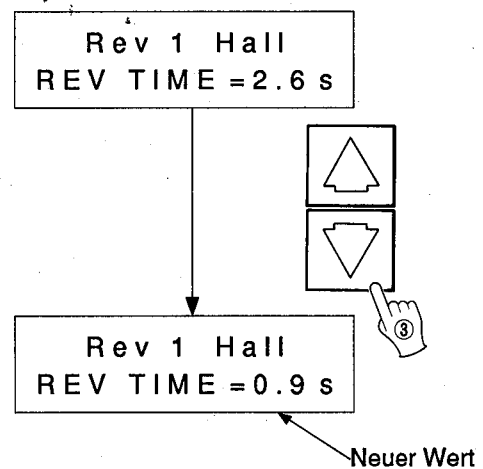 Rev 1 Hall
REV TIME=2.6 s
③
Rev 1 Hall
REV TIME=0.9 s
Neuer Wert